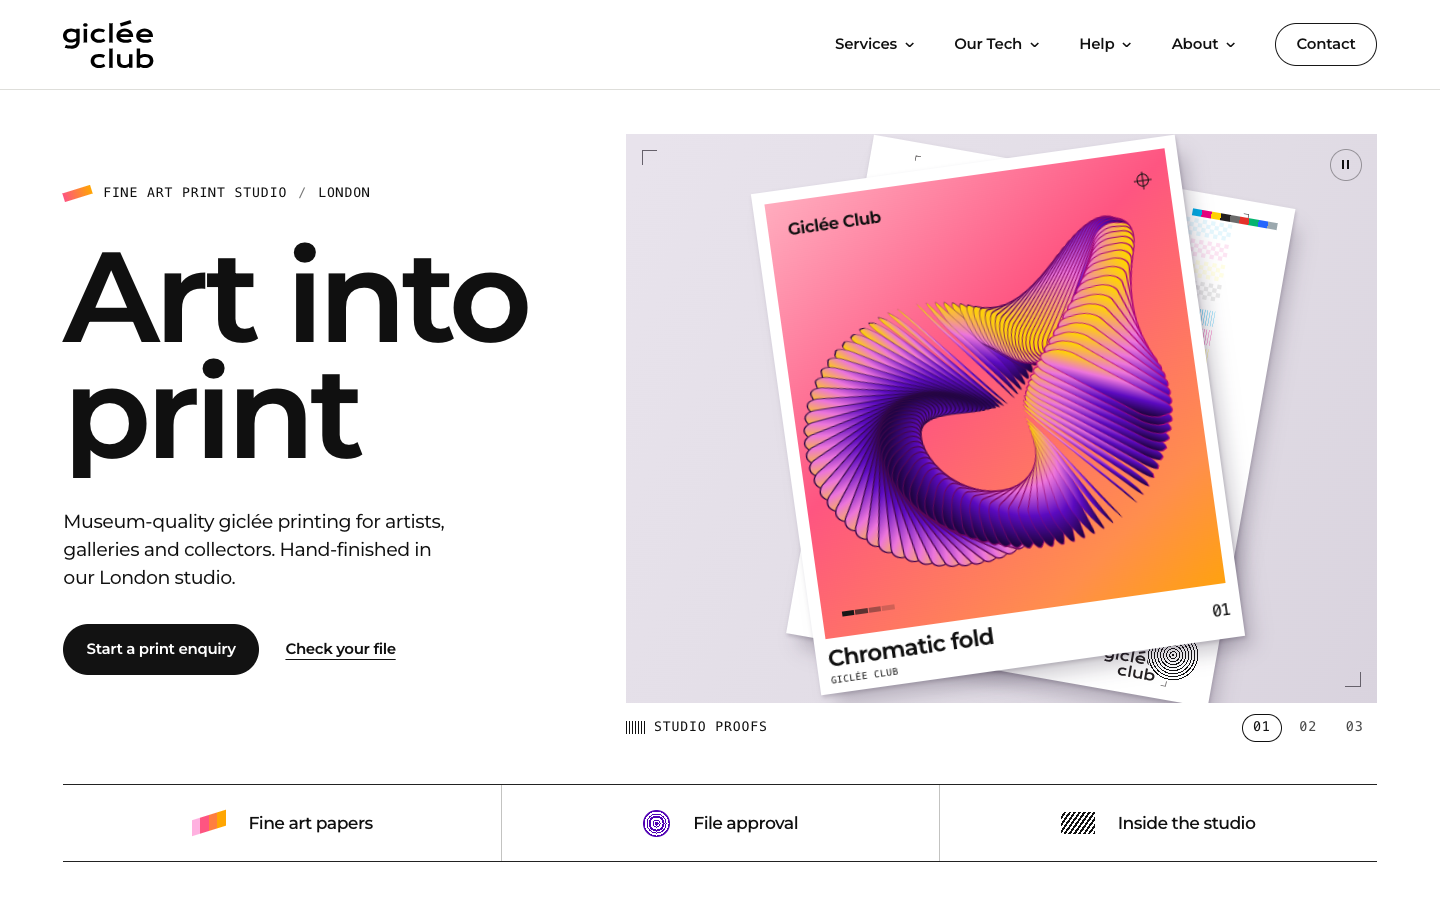 giclée
club
Services
Our Tech
Help
About
Contact
FINE ART PRINT STUDIO / LONDON
Art into
print
Museum-quality giclée printing for artists,
galleries and collectors. Hand-finished in
our London studio.
Start a print enquiry
Check your file
Giclée Club
01
Chromatic fold
GICLÉE CLUB
giclée
club
STUDIO PROOFS
01
02
03
Fine art papers
File approval
Inside the studio